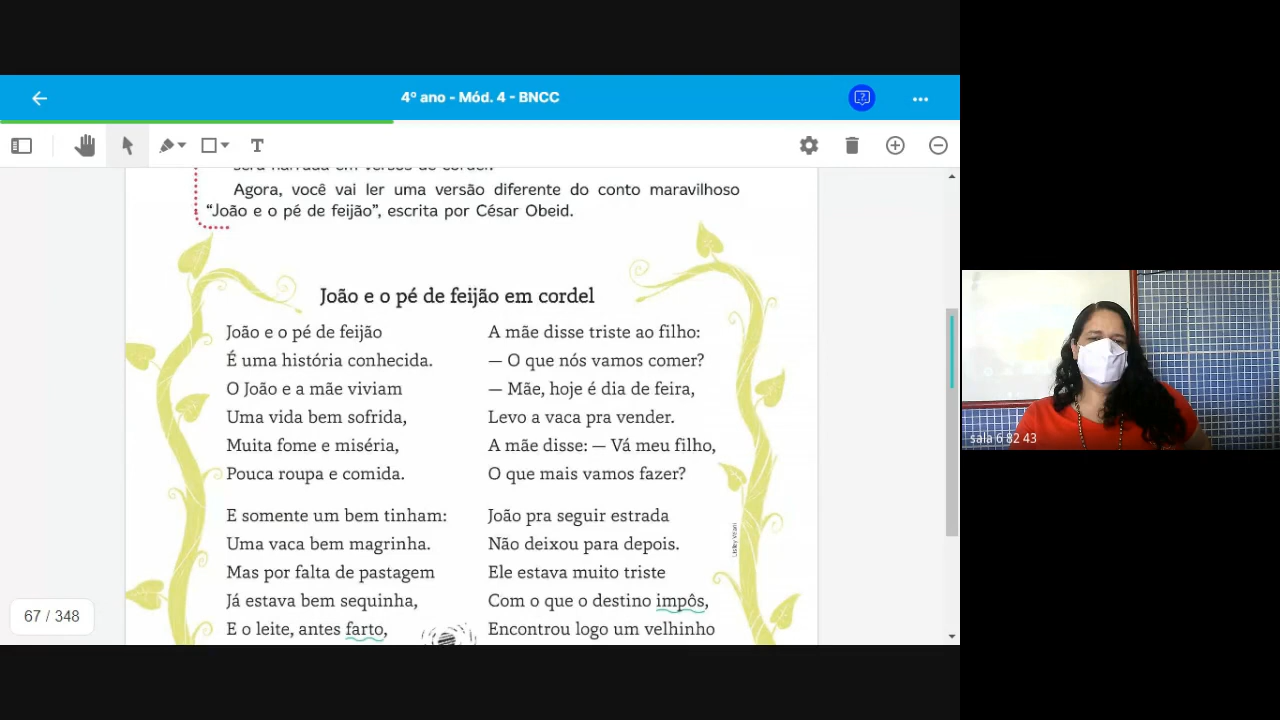 4º ano - Mód. 4 - BNCC
T
será narrada em versos de cordel.
Agora, você vai ler uma versão diferente do conto maravilhoso
“João e o pé de feijão”, escrita por César Obeid.
João e o pé de feijão em cordel
João e o pé de feijão
É uma história conhecida.
O João e a mãe viviam
Uma vida bem sofrida,
Muita fome e miséria,
Pouca roupa e comida.
E somente um bem tinham:
Uma vaca bem magrinha.
Mas por falta de pastagem
Já estava bem sequinha,
E o leite, antes farto,
A mãe disse triste ao filho:
— O que nós vamos comer?
— Mãe, hoje é dia de feira,
Levo a vaca pra vender.
A mãe disse: — Vá meu filho,
O que mais vamos fazer?
João pra seguir estrada
Não deixou para depois.
Ele estava muito triste
Com o que o destino impôs,
Encontrou logo um velhinho
67 / 348
sala 6 82 43